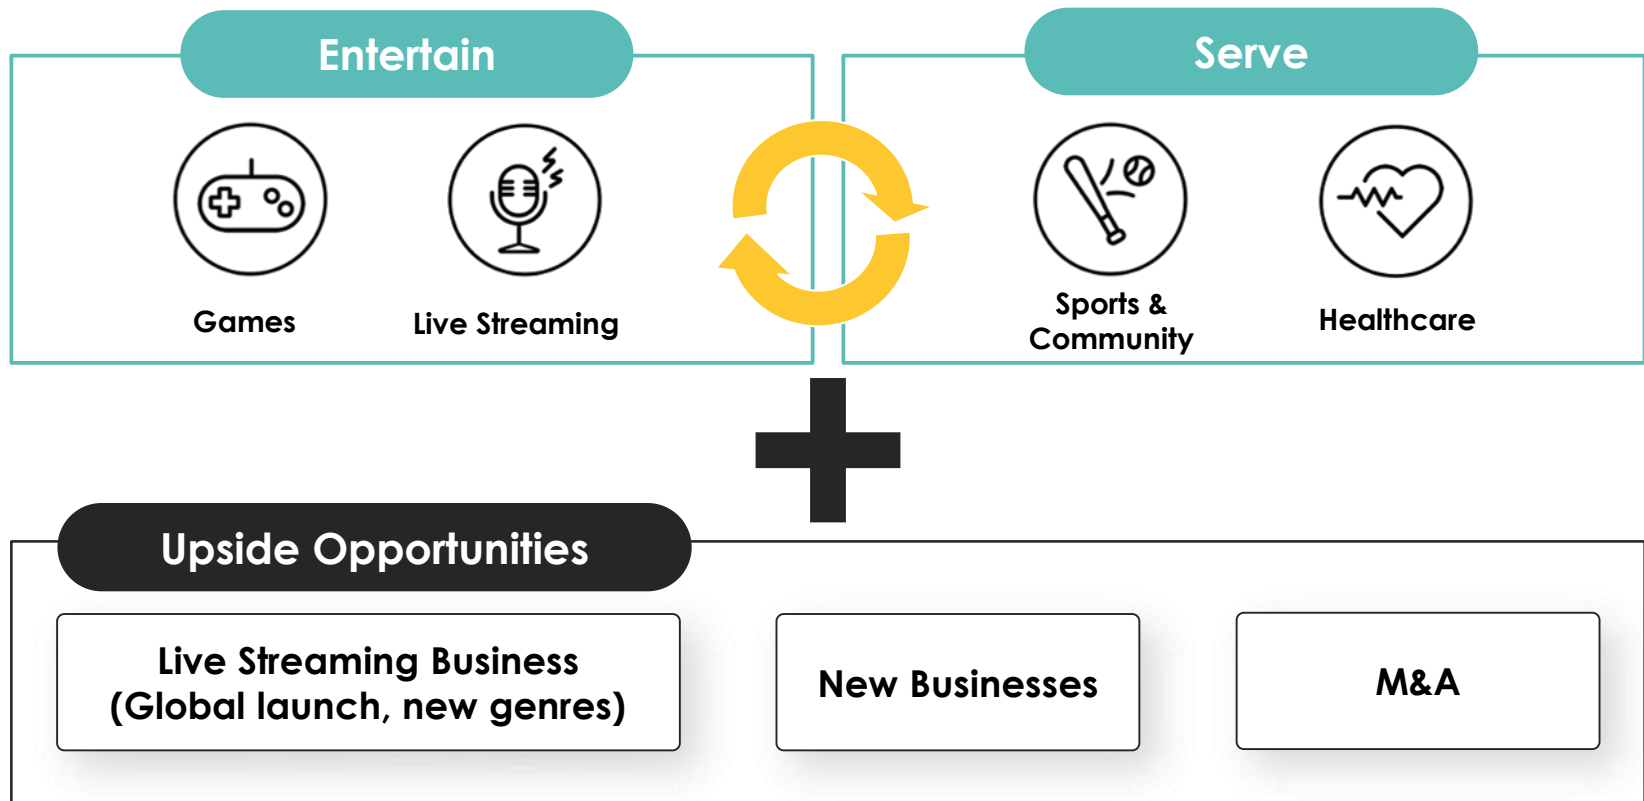 Entertain
Serve
Games
Live Streaming
Sports &
Community
Healthcare
Upside Opportunities
Live Streaming Business
(Global launch, new genres)
New Businesses
M&A